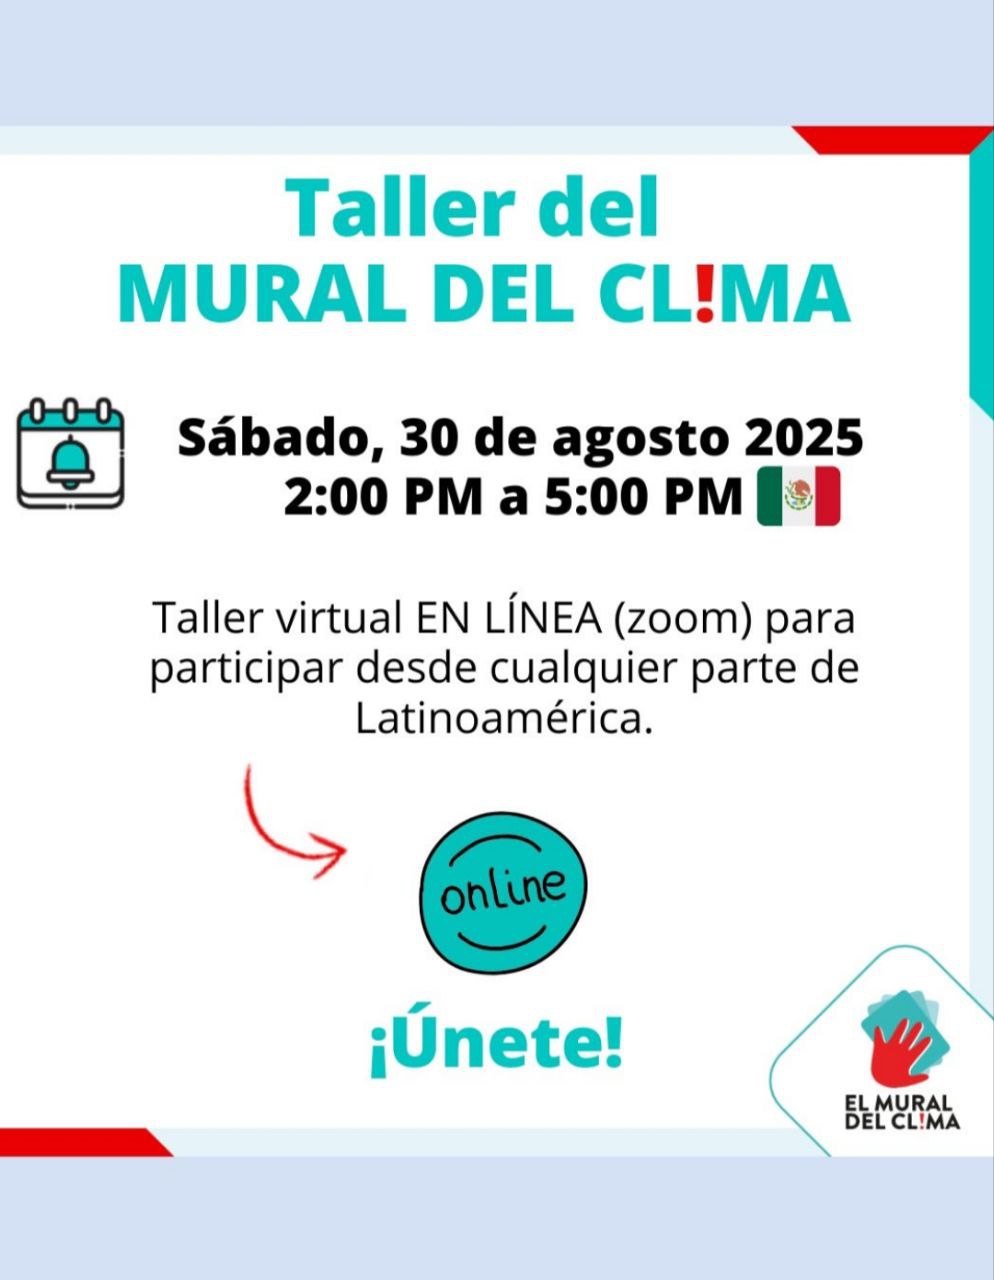 Taller del
MURAL DEL CL!MA
Sábado, 30 de agosto 2025
2:00 PM a 5:00 PM
Taller virtual EN LÍNEA (zoom) para
participar desde cualquier parte de
Latinoamérica.
online
¡Únete!
EL MURAL
DEL CL!MA